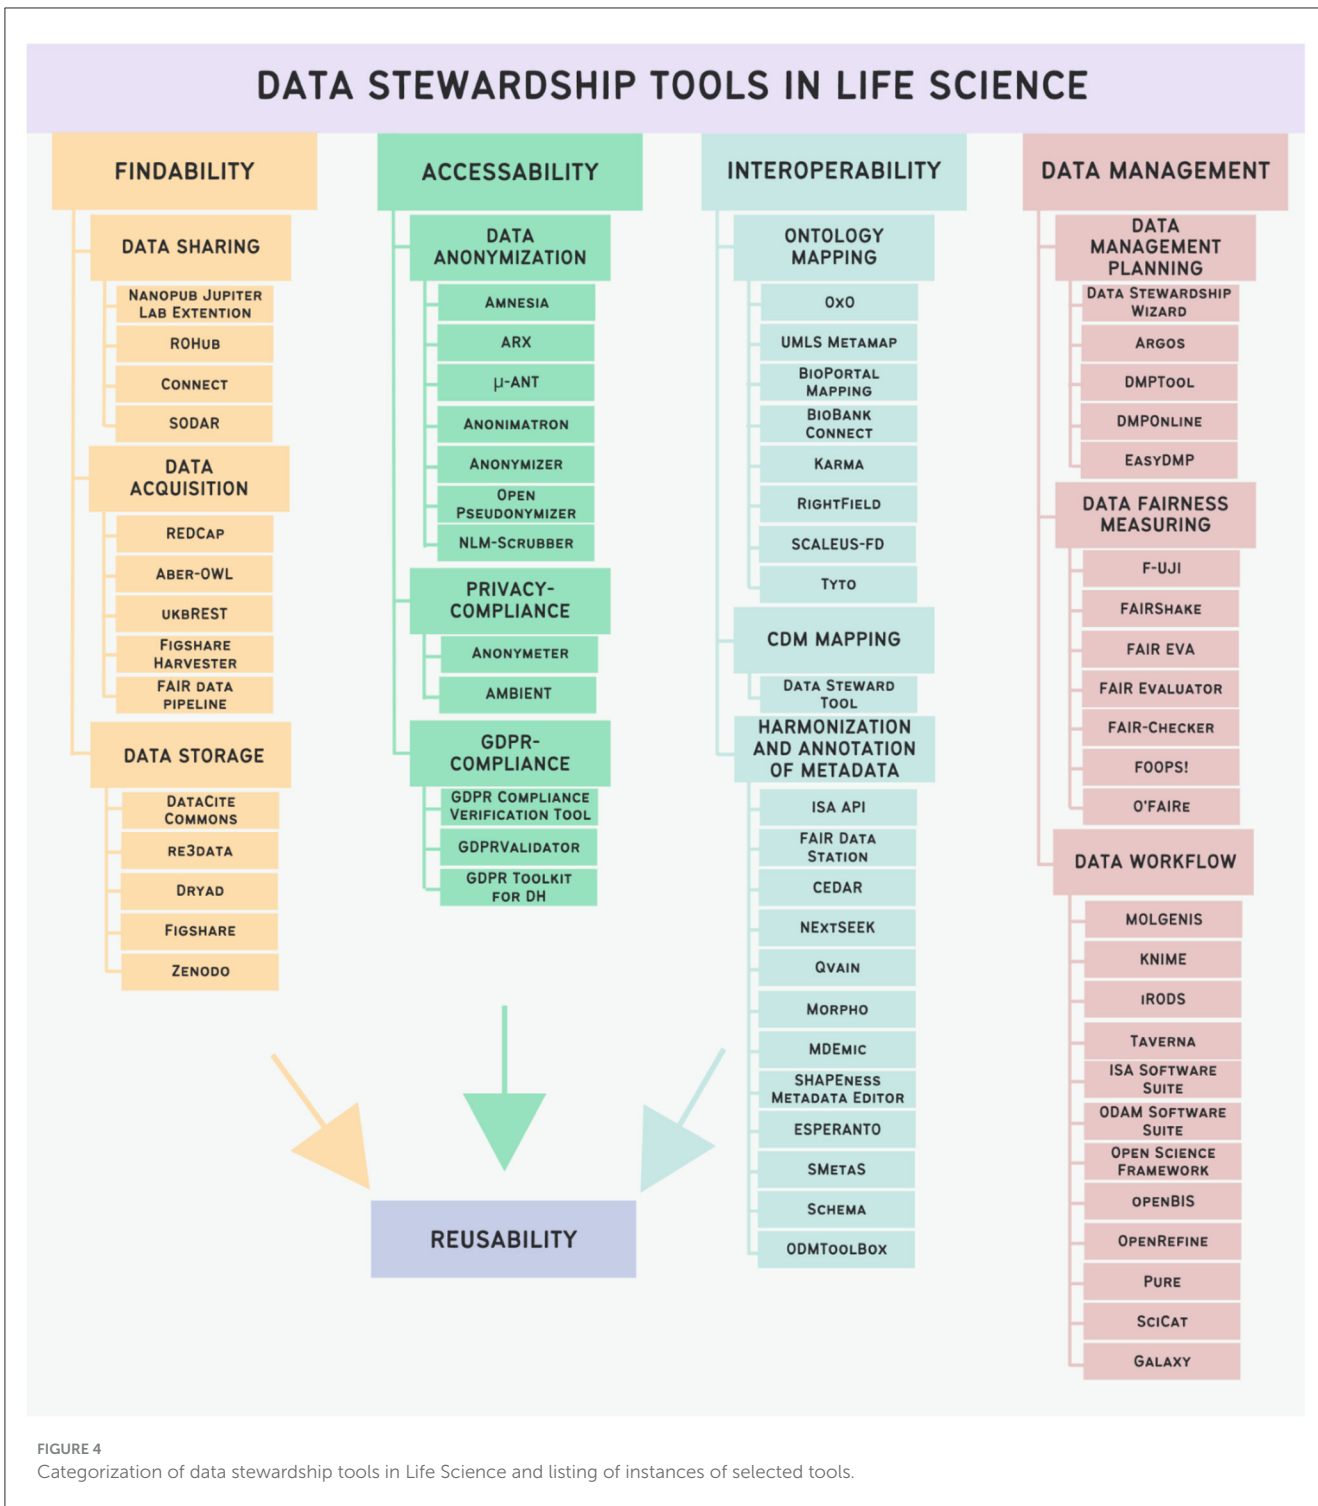 DATA STEWARDSHIP TOOLS IN LIFE SCIENCE
FINDABILITY
DATA SHARING
NANOPUB JUPITER
LAB EXTENTION
ROHUB
CONNECT
SODAR
DATA
ACQUISITION
REDCAP
ABER-OWL
UKBREST
FIGSHARE
HARVESTER
FAIR DATA
PIPELINE
DATA STORAGE
DATACITE
COMMONS
RE3DATA
DRYAD
FIGSHARE
ZENODO
ACCESSABILITY
DATA
ANONYMIZATION
AMNESIA
ARX
μ-ANT
ANONIMATRON
ANONYMIZER
OPEN
PSEUDONYMIZER
NLM-SCRUBBER
PRIVACY-
COMPLIANCE
ANONYMETER
AMBIENT
GDPR-
COMPLIANCE
GDPR COMPLIANCE
VERIFICATION TOOL
GDPRVALIDATOR
GDPR TOOLKIT
FOR DH
INTEROPERABILITY
ONTOLOGY
MAPPING
OXO
UMLS METAMAP
BIOPORTAL
MAPPING
BIOBANK
CONNECT
KARMA
RIGHTFIELD
SCALEUS-FD
TYTO
CDM MAPPING
DATA STEWARD
TOOL
HARMONIZATION
AND ANNOTATION
OF METADATA
ISA API
FAIR DATA
STATION
CEDAR
NEXTSEEK
QVAIN
MORPHO
MDEMIC
SHAPENESS
METADATA EDITOR
ESPERANTO
SMETAS
SCHEMA
ODMTOOLBOX
DATA MANAGEMENT
DATA
MANAGEMENT
PLANNING
DATA STEWARDSHIP
WIZARD
ARGOS
DMPTOOL
DMPONLINE
EASYDMP
DATA FAIRNESS
MEASURING
F-UJI
FAIRSHAKE
FAIR EVA
FAIR EVALUATOR
FAIR-CHECKER
FOOPS!
O'FAIRE
DATA WORKFLOW
MOLGENIS
KNIME
IRODS
TAVERNA
ISA SOFTWARE
SUITE
ODAM SOFTWARE
SUITE
OPEN SCIENCE
FRAMEWORK
OPENBIS
OPENREFINE
PURE
SCICAT
GALAXY
REUSABILITY
FIGURE 4
Categorization of data stewardship tools in Life Science and listing of instances of selected tools.